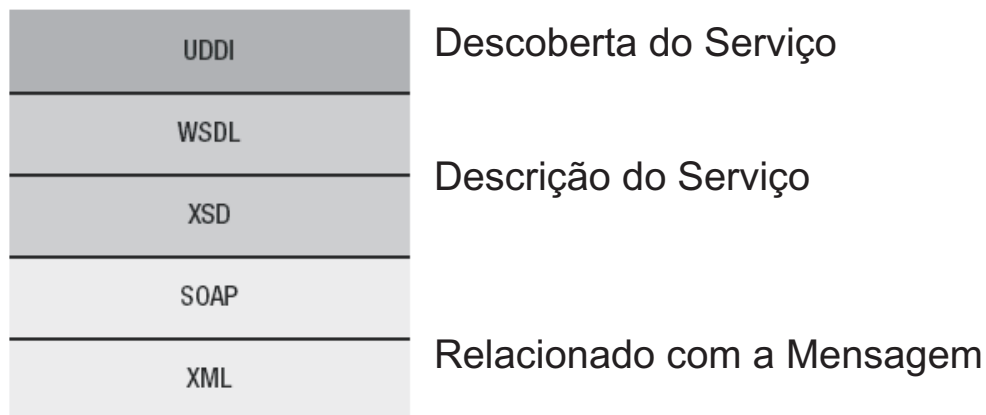 UDDI
Descoberta do Serviço
WSDL
Descrição do Serviço
XSD
SOAP
Relacionado com a Mensagem
XML